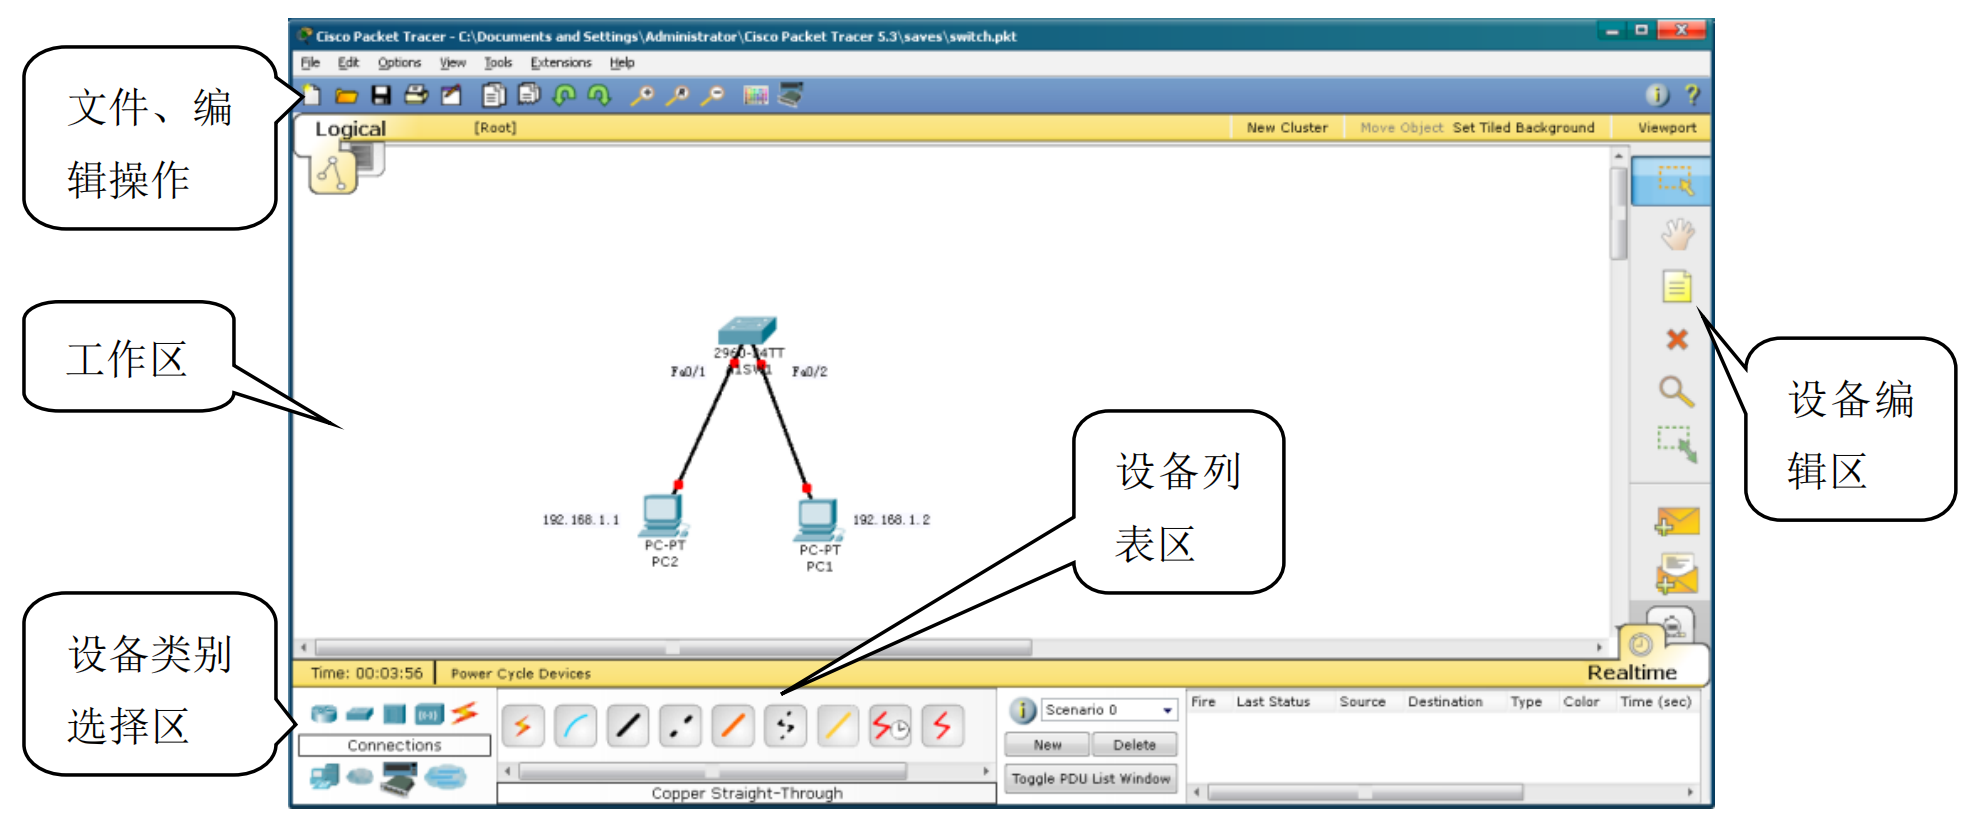 Cisco Packet Tracer - C:\Documents and Settings\Administrator\Cisco Packet Tracer 5.3\saves\switch.pkt
File Edit Options View Tools Extensions Help
文件、编
辑操作
Logical [Root] New Cluster Move Object Set Tiled Background Viewport
工作区
2960-24TT
Fa0/1
Fa0/2
设备编
辑区
设备列
表区
192.168.1.1
PC-PT
PC2
192.168.1.2
PC-PT
PC1
设备类别
选择区
Time: 00:03:56 Power Cycle Devices Realtime
Connections
Copper Straight-Through
Scenario 0
New Delete
Toggle PDU List Window
Fire Last Status Source Destination Type Color Time (sec)